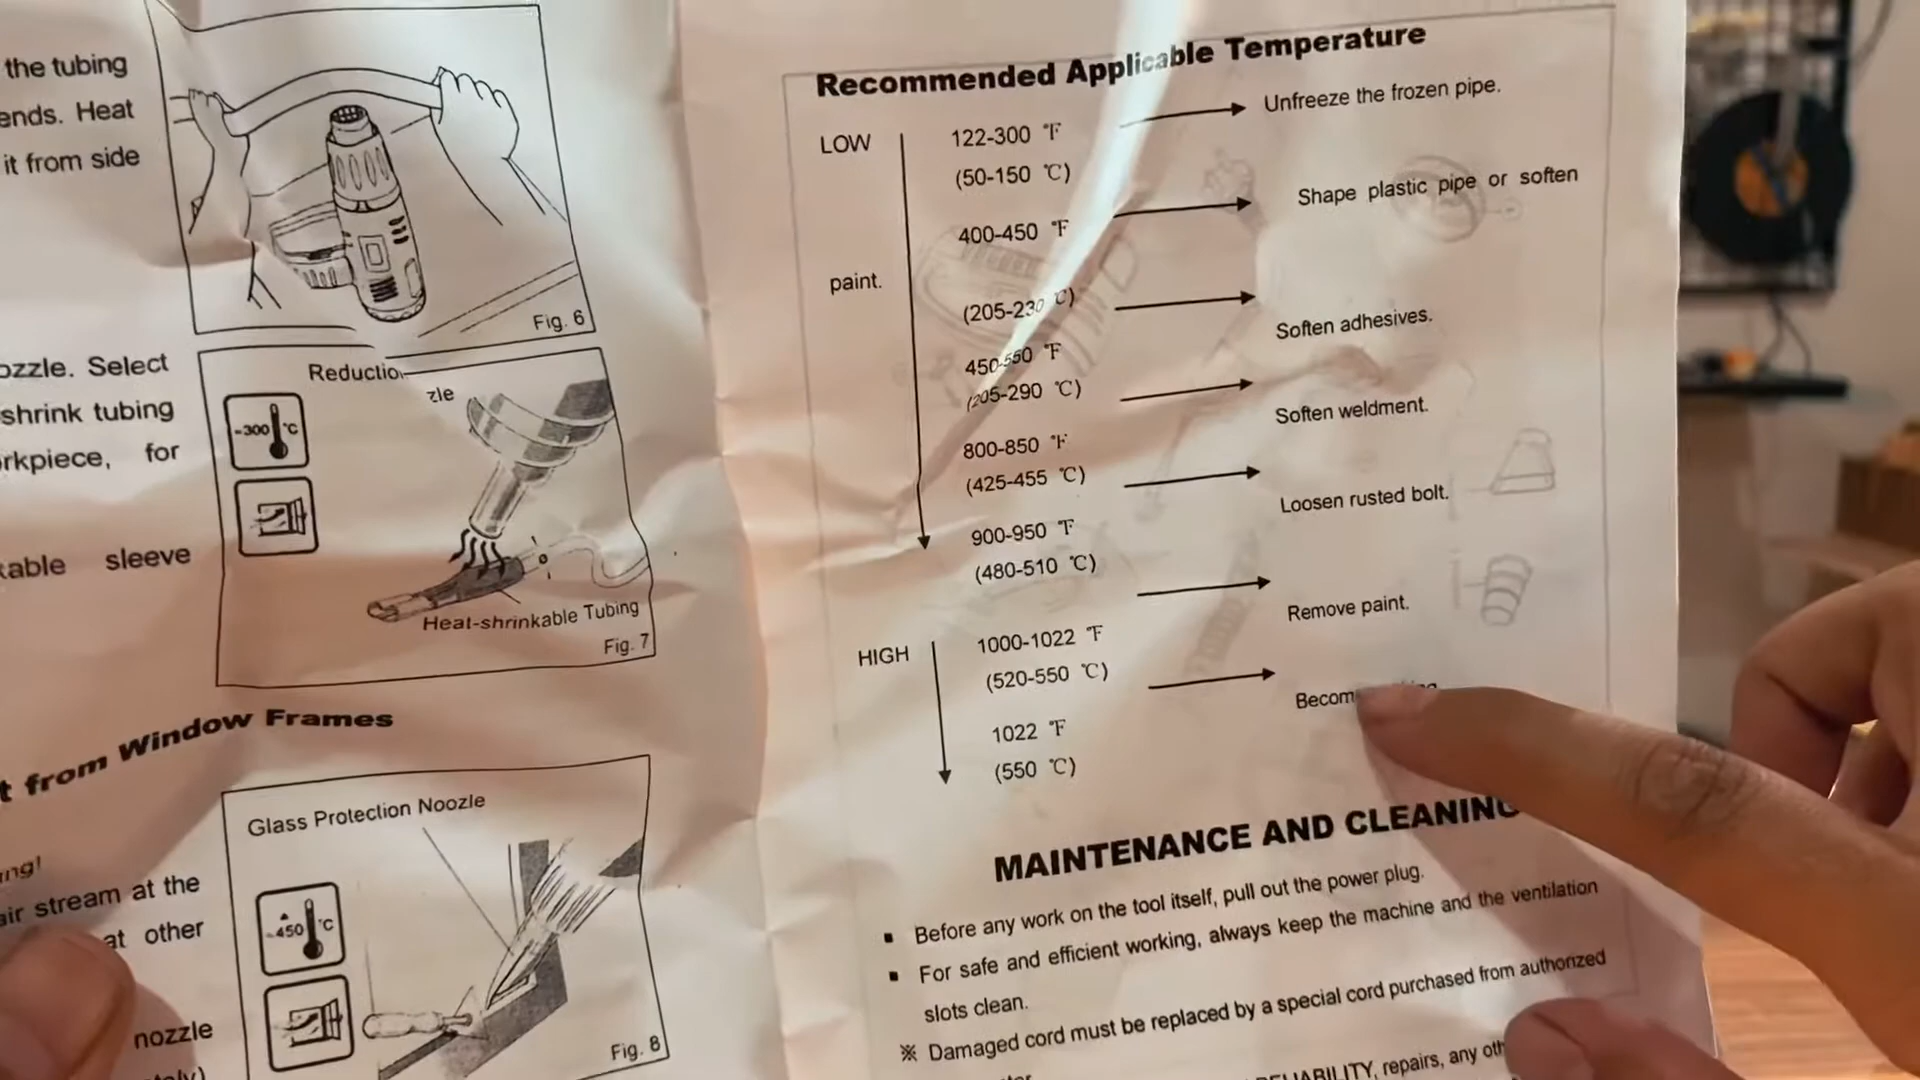 the tubing
ends. Heat
it from side
Fig. 6
ozzle. Select
shrink tubing
rkpiece, for
kable sleeve
Reductio
zle
~300 ℃
Heat-shrinkable Tubing
Fig. 7
t from Window Frames
ing!
air stream at the
at other
nozzle
tely)
Glass Protection Noozle
~450 ℃
Fig. 8
Recommended Applicable Temperature
LOW 122-300 ℉ Unfreeze the frozen pipe.
(50-150 ℃)
400-450 ℉ Shape plastic pipe or soften
paint.
(205-230 ℃)
Soften adhesives.
450-550 ℉
(205-290 ℃)
Soften weldment.
800-850 ℉
(425-455 ℃)
Loosen rusted bolt.
900-950 ℉
(480-510 ℃)
Remove paint.
HIGH 1000-1022 ℉
(520-550 ℃)
Becom
1022 ℉
(550 ℃)
MAINTENANCE AND CLEANING
▪ Before any work on the tool itself, pull out the power plug.
▪ For safe and efficient working, always keep the machine and the ventilation
slots clean.
※ Damaged cord must be replaced by a special cord purchased from authorized
RELIABILITY, repairs, any oth